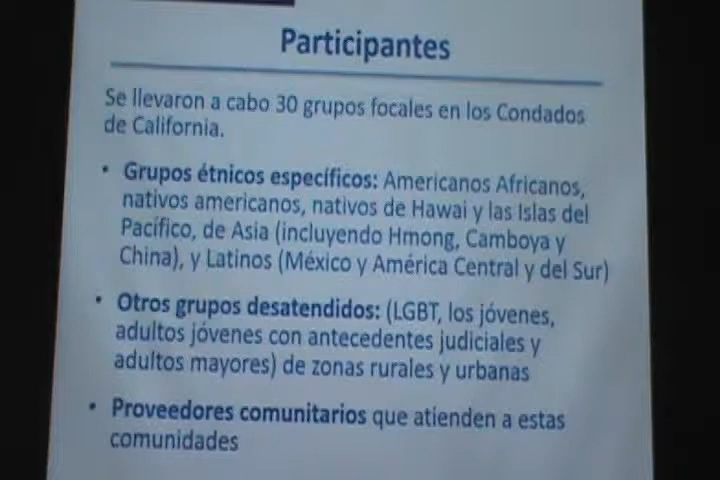 Participantes
Se llevaron a cabo 30 grupos focales en los Condados
de California.
• Grupos étnicos específicos: Americanos Africanos,
nativos americanos, nativos de Hawai y las Islas del
Pacífico, de Asia (incluyendo Hmong, Camboya y
China), y Latinos (México y América Central y del Sur)
• Otros grupos desatendidos: (LGBT, los jóvenes,
adultos jóvenes con antecedentes judiciales y
adultos mayores) de zonas rurales y urbanas
• Proveedores comunitarios que atienden a estas
comunidades